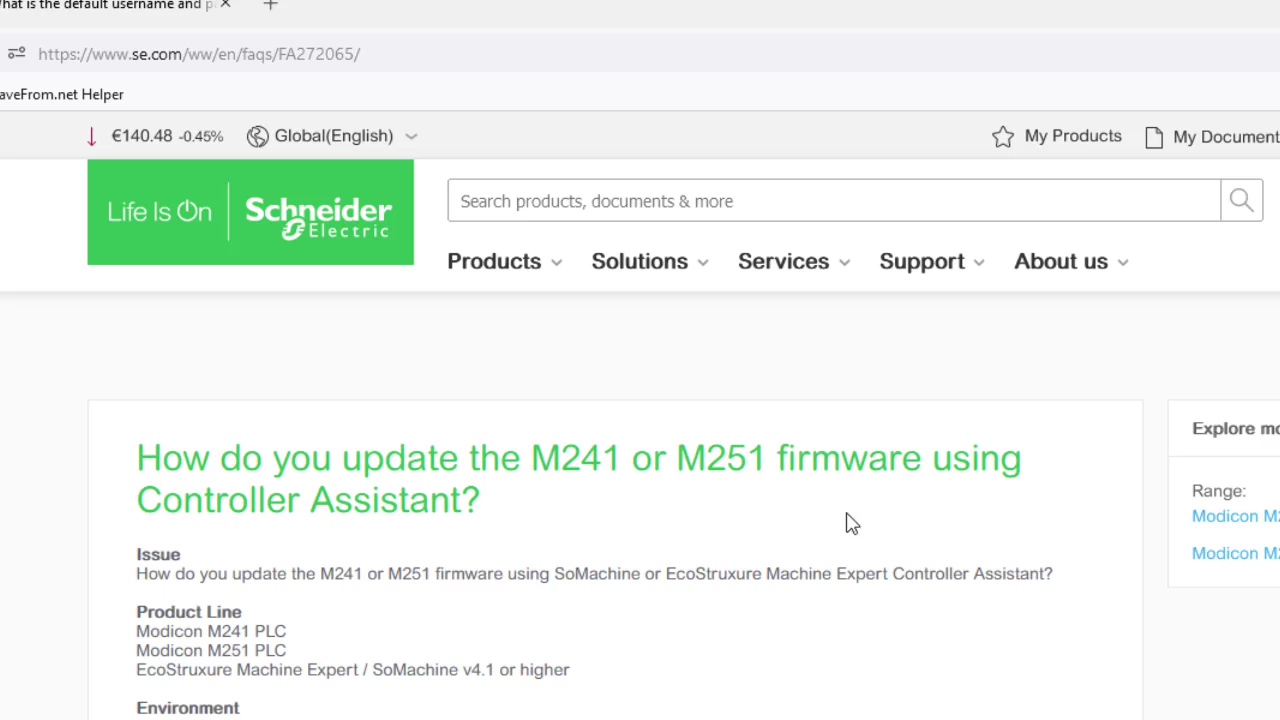 hat is the default username and p
https://www.se.com/ww/en/faqs/FA272065/
aveFrom.net Helper
€140.48 -0.45% Global(English) My Products My Document
Life Is On Schneider Electric
Search products, documents & more
Products Solutions Services Support About us
How do you update the M241 or M251 firmware using
Controller Assistant?
Explore mo
Issue
How do you update the M241 or M251 firmware using SoMachine or EcoStruxure Machine Expert Controller Assistant?
Range:
Modicon M2
Modicon M2
Product Line
Modicon M241 PLC
Modicon M251 PLC
EcoStruxure Machine Expert / SoMachine v4.1 or higher
Environment